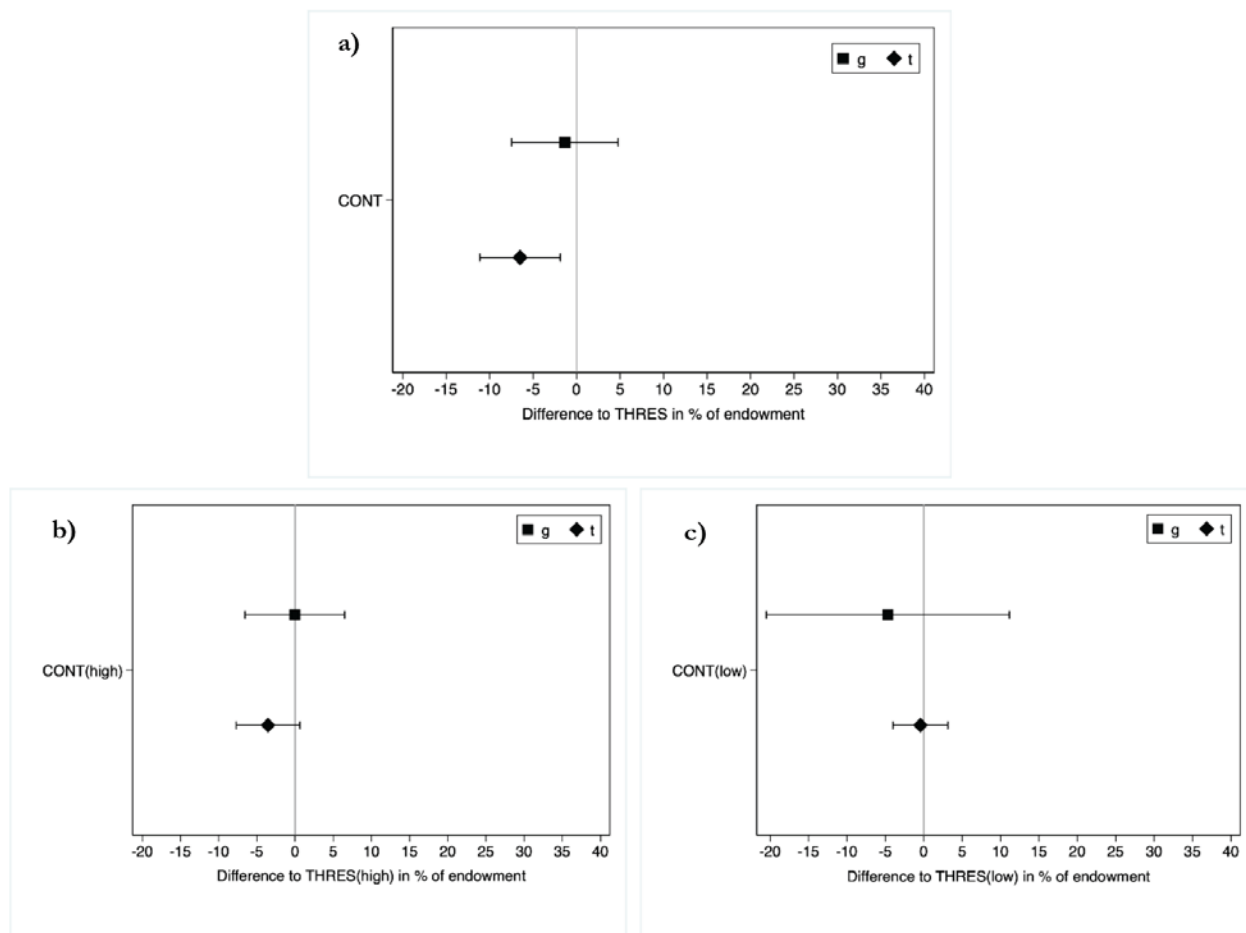 a)
g t
CONT
-20 -15 -10 -5 0 5 10 15 20 25 30 35 40
Difference to THRES in % of endowment
b)
g t
CONT(high)
-20 -15 -10 -5 0 5 10 15 20 25 30 35 40
Difference to THRES(high) in % of endowment
c)
g t
CONT(low)
-20 -15 -10 -5 0 5 10 15 20 25 30 35 40
Difference to THRES(low) in % of endowment